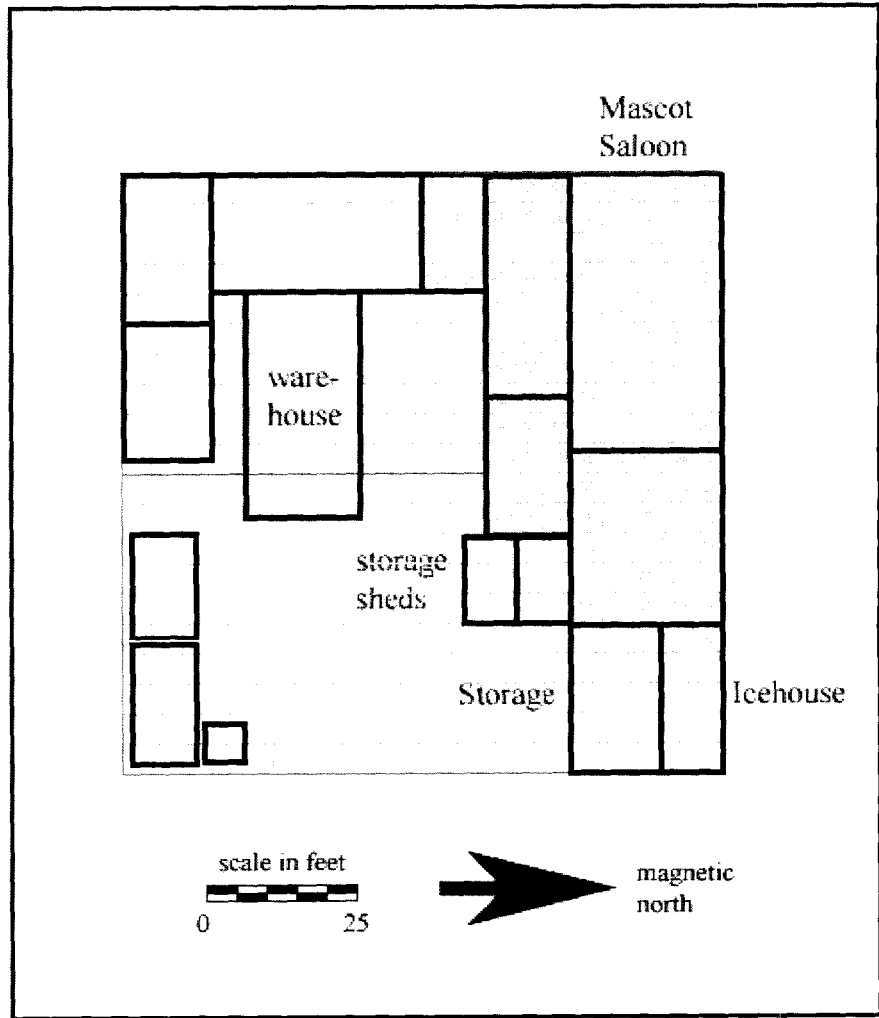 Mascot
Saloon
ware-
house
storage
sheds
Storage
Icehouse
scale in feet
0
25
magnetic
north